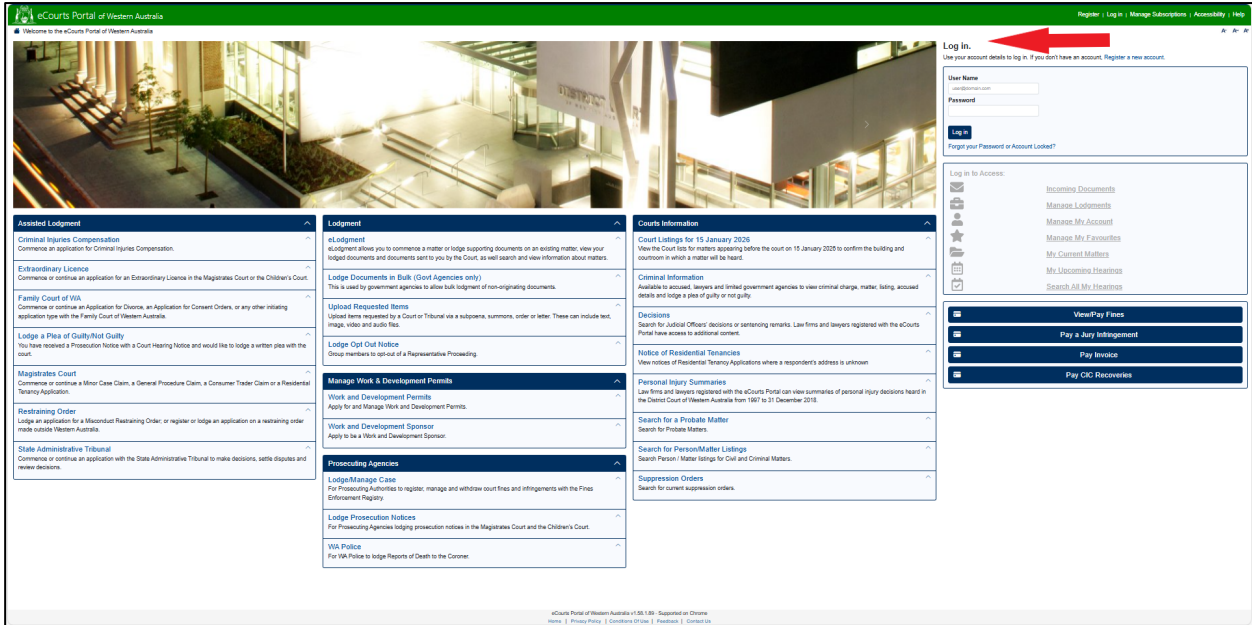 eCourts Portal of Western Australia
Register | Log in | Manage Subscriptions | Accessibility | Help
Welcome to the eCourts Portal of Western Australia
Log in.
Use your account details to log in. If you don't have an account, Register a new account.
User Name
user@domain.com
Password
Log in
Forgot your Password or Account Locked?
Log in to Access:
Incoming Documents
Manage Lodgments
Manage My Account
Manage My Favourites
My Current Matters
My Upcoming Hearings
Search All My Hearings
View/Pay Fines
Pay a Jury Infringement
Pay Invoice
Pay CIC Recoveries
Assisted Lodgment
Criminal Injuries Compensation
Commence an application for Criminal Injuries Compensation.
Extraordinary Licence
Commence or continue an application for an Extraordinary Licence in the Magistrates Court or the Children's Court.
Family Court of WA
Commence or continue an Application for Divorce, an Application for Consent Orders, or any other initiating
application type with the Family Court of Western Australia.
Lodge a Plea of Guilty/Not Guilty
You have received a Prosecution Notice with a Court Hearing Notice and would like to lodge a written plea with the
court.
Magistrates Court
Commence or continue a Minor Case Claim, a General Procedure Claim, a Consumer Trader Claim or a Residential
Tenancy Application.
Restraining Order
Lodge an application for a Misconduct Restraining Order; or register or lodge an application on a restraining order
made outside Western Australia.
State Administrative Tribunal
Commence or continue an application with the State Administrative Tribunal to make decisions, settle disputes and
review decisions.
Lodgment
eLodgment
eLodgment allows you to commence a matter or lodge supporting documents on an existing matter, view your
lodged documents and documents sent to you by the Court, as well search and view information about matters.
Lodge Documents in Bulk (Govt Agencies only)
This is used by government agencies to allow bulk lodgment of non-originating documents.
Upload Requested Items
Upload items requested by a Court or Tribunal via a subpoena, summons, order or letter. These can include text,
image, video and audio files.
Lodge Opt Out Notice
Group members to opt-out of a Representative Proceeding.
Manage Work & Development Permits
Work and Development Permits
Apply for and Manage Work and Development Permits.
Work and Development Sponsor
Apply to be a Work and Development Sponsor.
Prosecuting Agencies
Lodge/Manage Case
For Prosecuting Authorities to register, manage and withdraw court fines and infringements with the Fines
Enforcement Registry.
Lodge Prosecution Notices
For Prosecuting Agencies lodging prosecution notices in the Magistrates Court and the Children's Court.
WA Police
For WA Police to lodge Reports of Death to the Coroner.
Courts Information
Court Listings for 15 January 2026
View the Court lists for matters appearing before the court on 15 January 2026 to confirm the building and
courtroom in which a matter will be heard.
Criminal Information
Available to accused, lawyers and limited government agencies to view criminal charge, matter, listing, accused
details and lodge a plea of guilty or not guilty.
Decisions
Search for Judicial Officers' decisions or sentencing remarks. Law firms and lawyers registered with the eCourts
Portal have access to additional content.
Notice of Residential Tenancies
View notices of Residential Tenancy Applications where a respondent's address is unknown
Personal Injury Summaries
Law firms and lawyers registered with the eCourts Portal can view summaries of personal injury decisions heard in
the District Court of Western Australia from 1997 to 31 December 2018.
Search for a Probate Matter
Search for Probate Matters.
Search for Person/Matter Listings
Search Person / Matter listings for Civil and Criminal Matters.
Suppression Orders
Search for current suppression orders.
eCourts Portal of Western Australia v1.56.1.89 - Supported on Chrome
Home | Privacy Policy | Conditions Of Use | Feedback | Contact Us